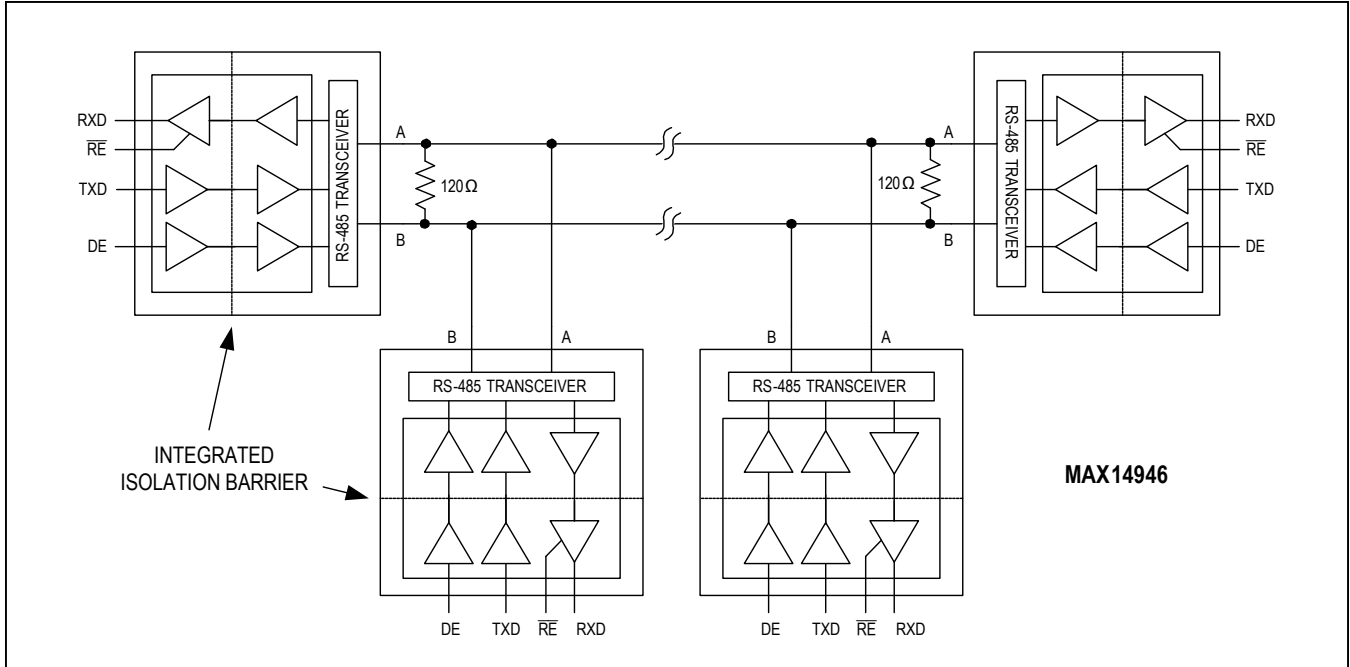 RXD
RE
TXD
DE
RS-485 TRANSCEIVER
A
B
120Ω
A
B
120Ω
RS-485 TRANSCEIVER
RXD
RE
TXD
DE
B A
RS-485 TRANSCEIVER
DE TXD RE RXD
B A
RS-485 TRANSCEIVER
DE TXD RE RXD
INTEGRATED
ISOLATION BARRIER
MAX14946